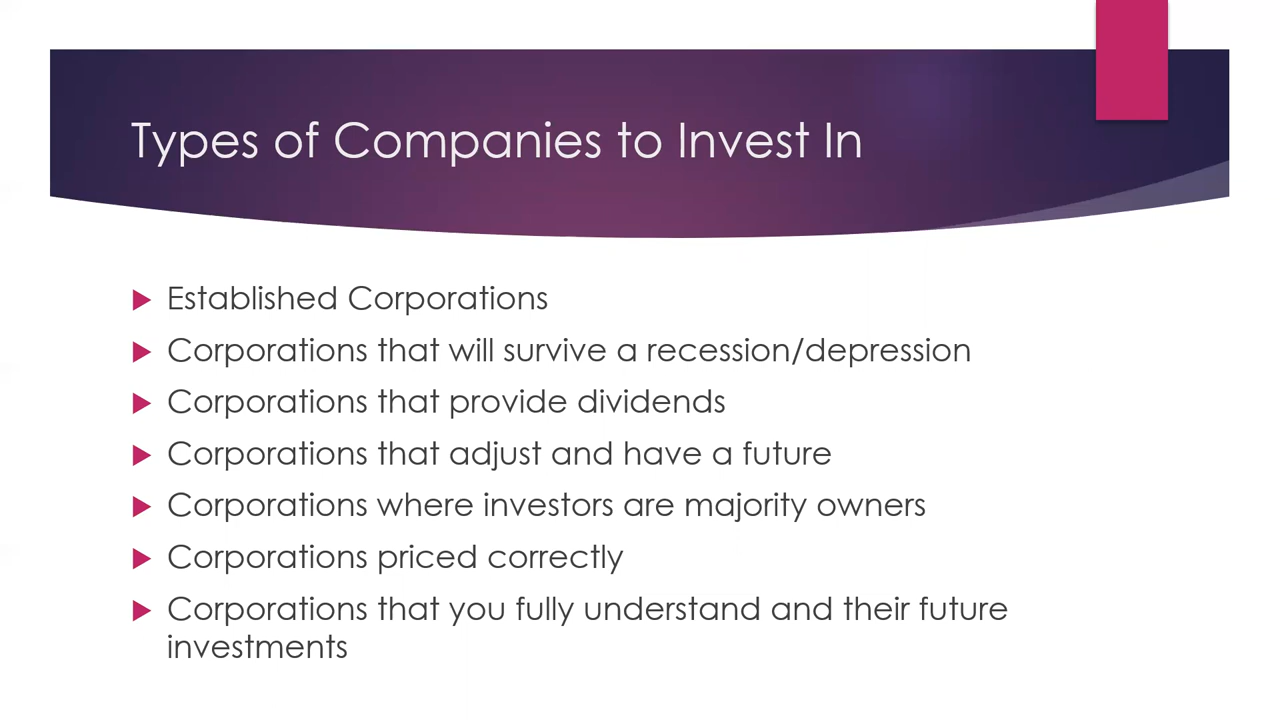 Types of Companies to Invest In
Established Corporations
Corporations that will survive a recession/depression
Corporations that provide dividends
Corporations that adjust and have a future
Corporations where investors are majority owners
Corporations priced correctly
Corporations that you fully understand and their future
investments